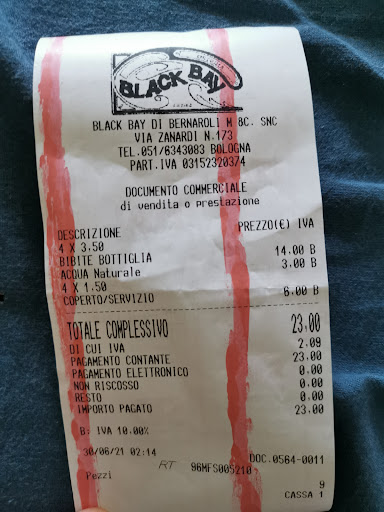 BLACK BAY
BLACK BAY DI BERNAROLI M &C. SNC
VIA ZANARDI N.173
TEL.051/6343083 BOLOGNA
PART.IVA 03152320374
DOCUMENTO COMMERCIALE
di vendita o prestazione
DESCRIZIONE PREZZO(€) IVA
4 X 3.50
BIBITE BOTTIGLIA 14.00 B
ACQUA Naturale 3.00 B
4 X 1.50
COPERTO/SERVIZIO 6.00 B
TOTALE COMPLESSIVO 23,00
DI CUI IVA 2.09
PAGAMENTO CONTANTE 23.00
PAGAMENTO ELETTRONICO 0.00
NON RISCOSSO 0.00
RESTO 0.00
IMPORTO PAGATO 23.00
B: IVA 10.00%
30/06/21 02:14 DOC.0564-0011
RT 96MFS005210
Pezzi 9
CASSA 1